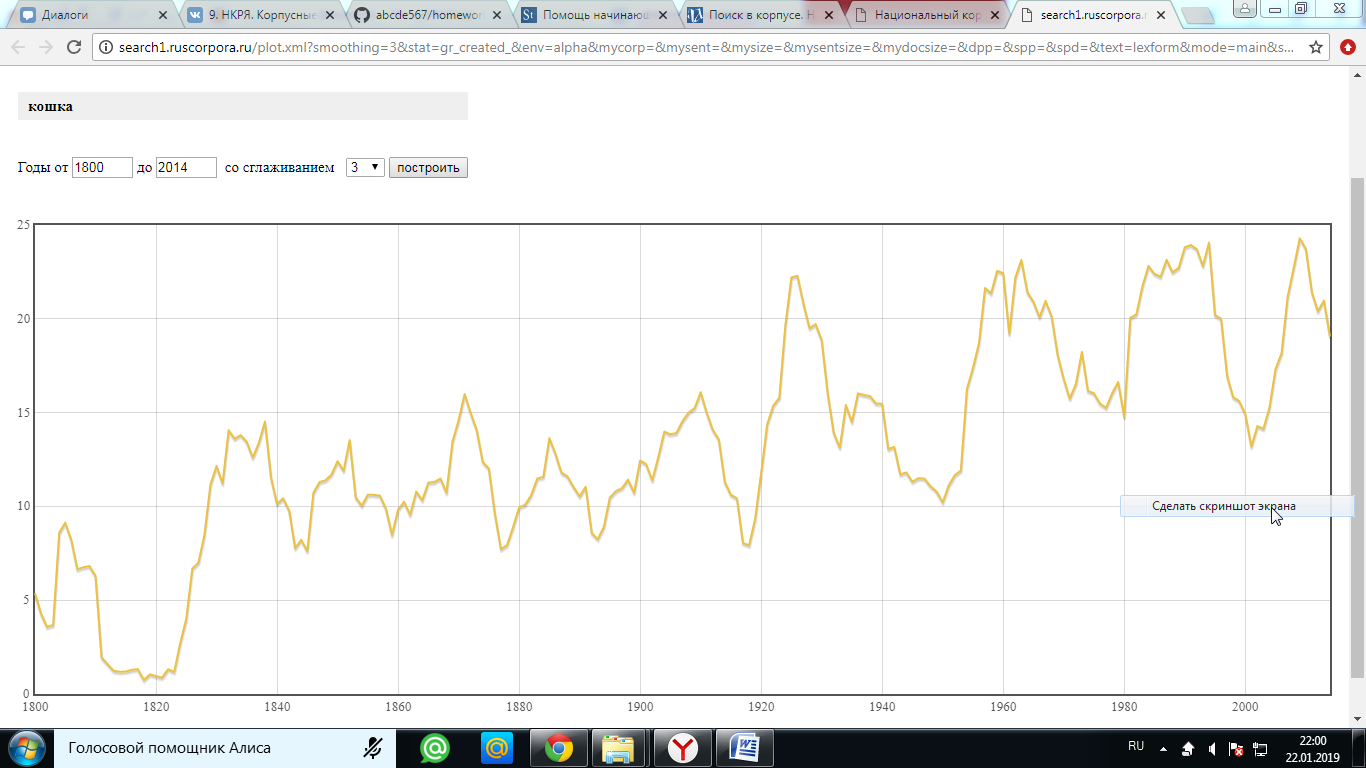 Диалоги
9. НКРЯ. Корпусные
abcde567/homewor
St Помощь начинающ
Поиск в корпусе. Н
Национальный кор
search1.ruscorpora.r
search1.ruscorpora.ru/plot.xml?smoothing=3&stat=gr_created_&env=alpha&mycorp=&mysent=&mysize=&mysentsize=&mydocsize=&dpp=&spp=&spd=&text=lexform&mode=main&s...
кошка
Годы от 1800 до 2014 со сглаживанием 3 построить
25
20
15
10
5
0
1800 1820 1840 1860 1880 1900 1920 1940 1960 1980 2000
Сделать скриншот экрана
Голосовой помощник Алиса
RU
22:00
22.01.2019